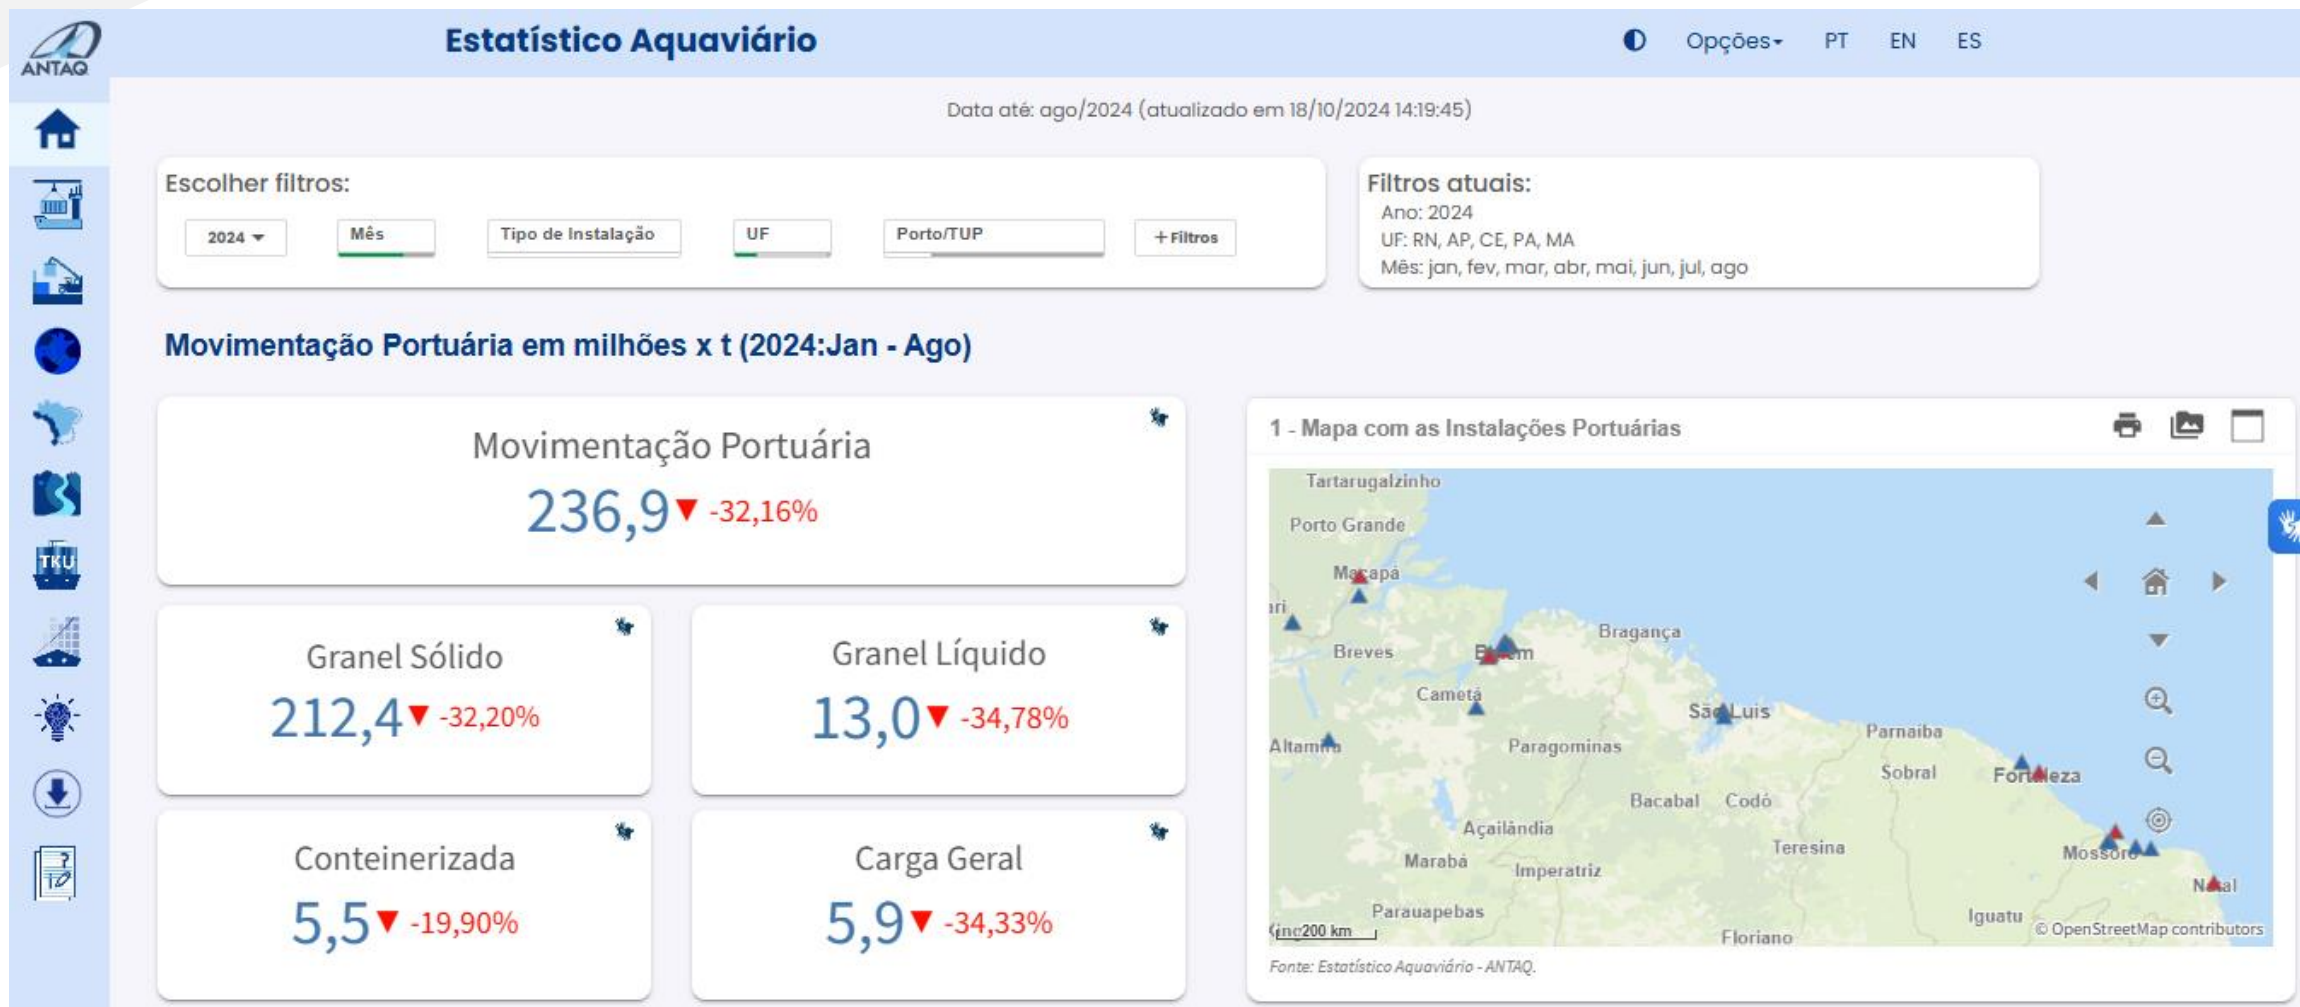 ANTAQ
Estatístico Aquaviário
Opções
PT
EN
ES
Data até: ago/2024 (atualizado em 18/10/2024 14:19:45)
Escolher filtros:
2024
Mês
Tipo de Instalação
UF
Porto/TUP
+Filtros
Filtros atuais:
Ano: 2024
UF: RN, AP, CE, PA, MA
Mês: jan, fev, mar, abr, mai, jun, jul, ago
Movimentação Portuária em milhões x t (2024:Jan - Ago)
Movimentação Portuária
236,9 -32,16%
Granel Sólido
212,4 -32,20%
Granel Líquido
13,0 -34,78%
Conteinerizada
5,5 -19,90%
Carga Geral
5,9 -34,33%
TKU
1 - Mapa com as Instalações Portuárias
Tartarugalzinho
Porto Grande
Macapá
Bragança
Breves
Cametá
São Luis
Parnaíba
Paragominas
Sobral
Bacabal
Codó
Açailândia
Teresina
Marabá
Imperatriz
Parauapebas
Iguatu
Floriano
200 km
© OpenStreetMap contributors
Fonte: Estatístico Aquaviário - ANTAQ.